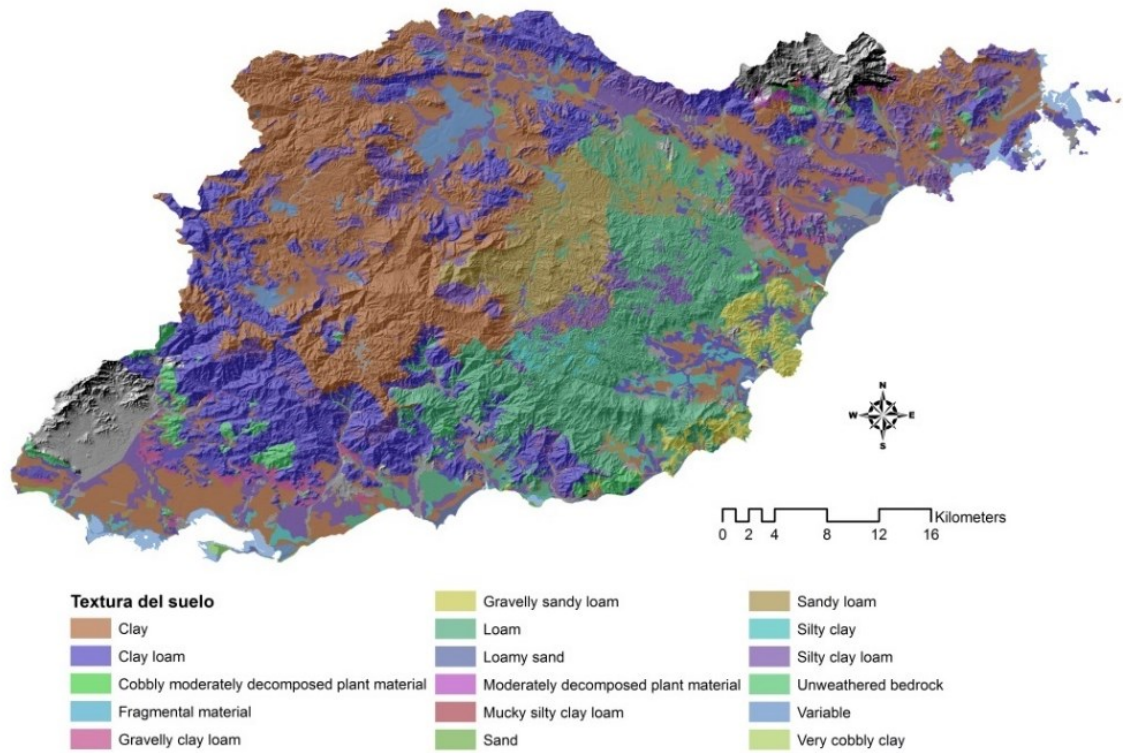 N
W E
S
Kilometers
0 2 4 8 12 16
Textura del suelo
Clay
Clay loam
Cobbly moderately decomposed plant material
Fragmental material
Gravelly clay loam
Gravelly sandy loam
Loam
Loamy sand
Moderately decomposed plant material
Mucky silty clay loam
Sand
Sandy loam
Silty clay
Silty clay loam
Unweathered bedrock
Variable
Very cobbly clay